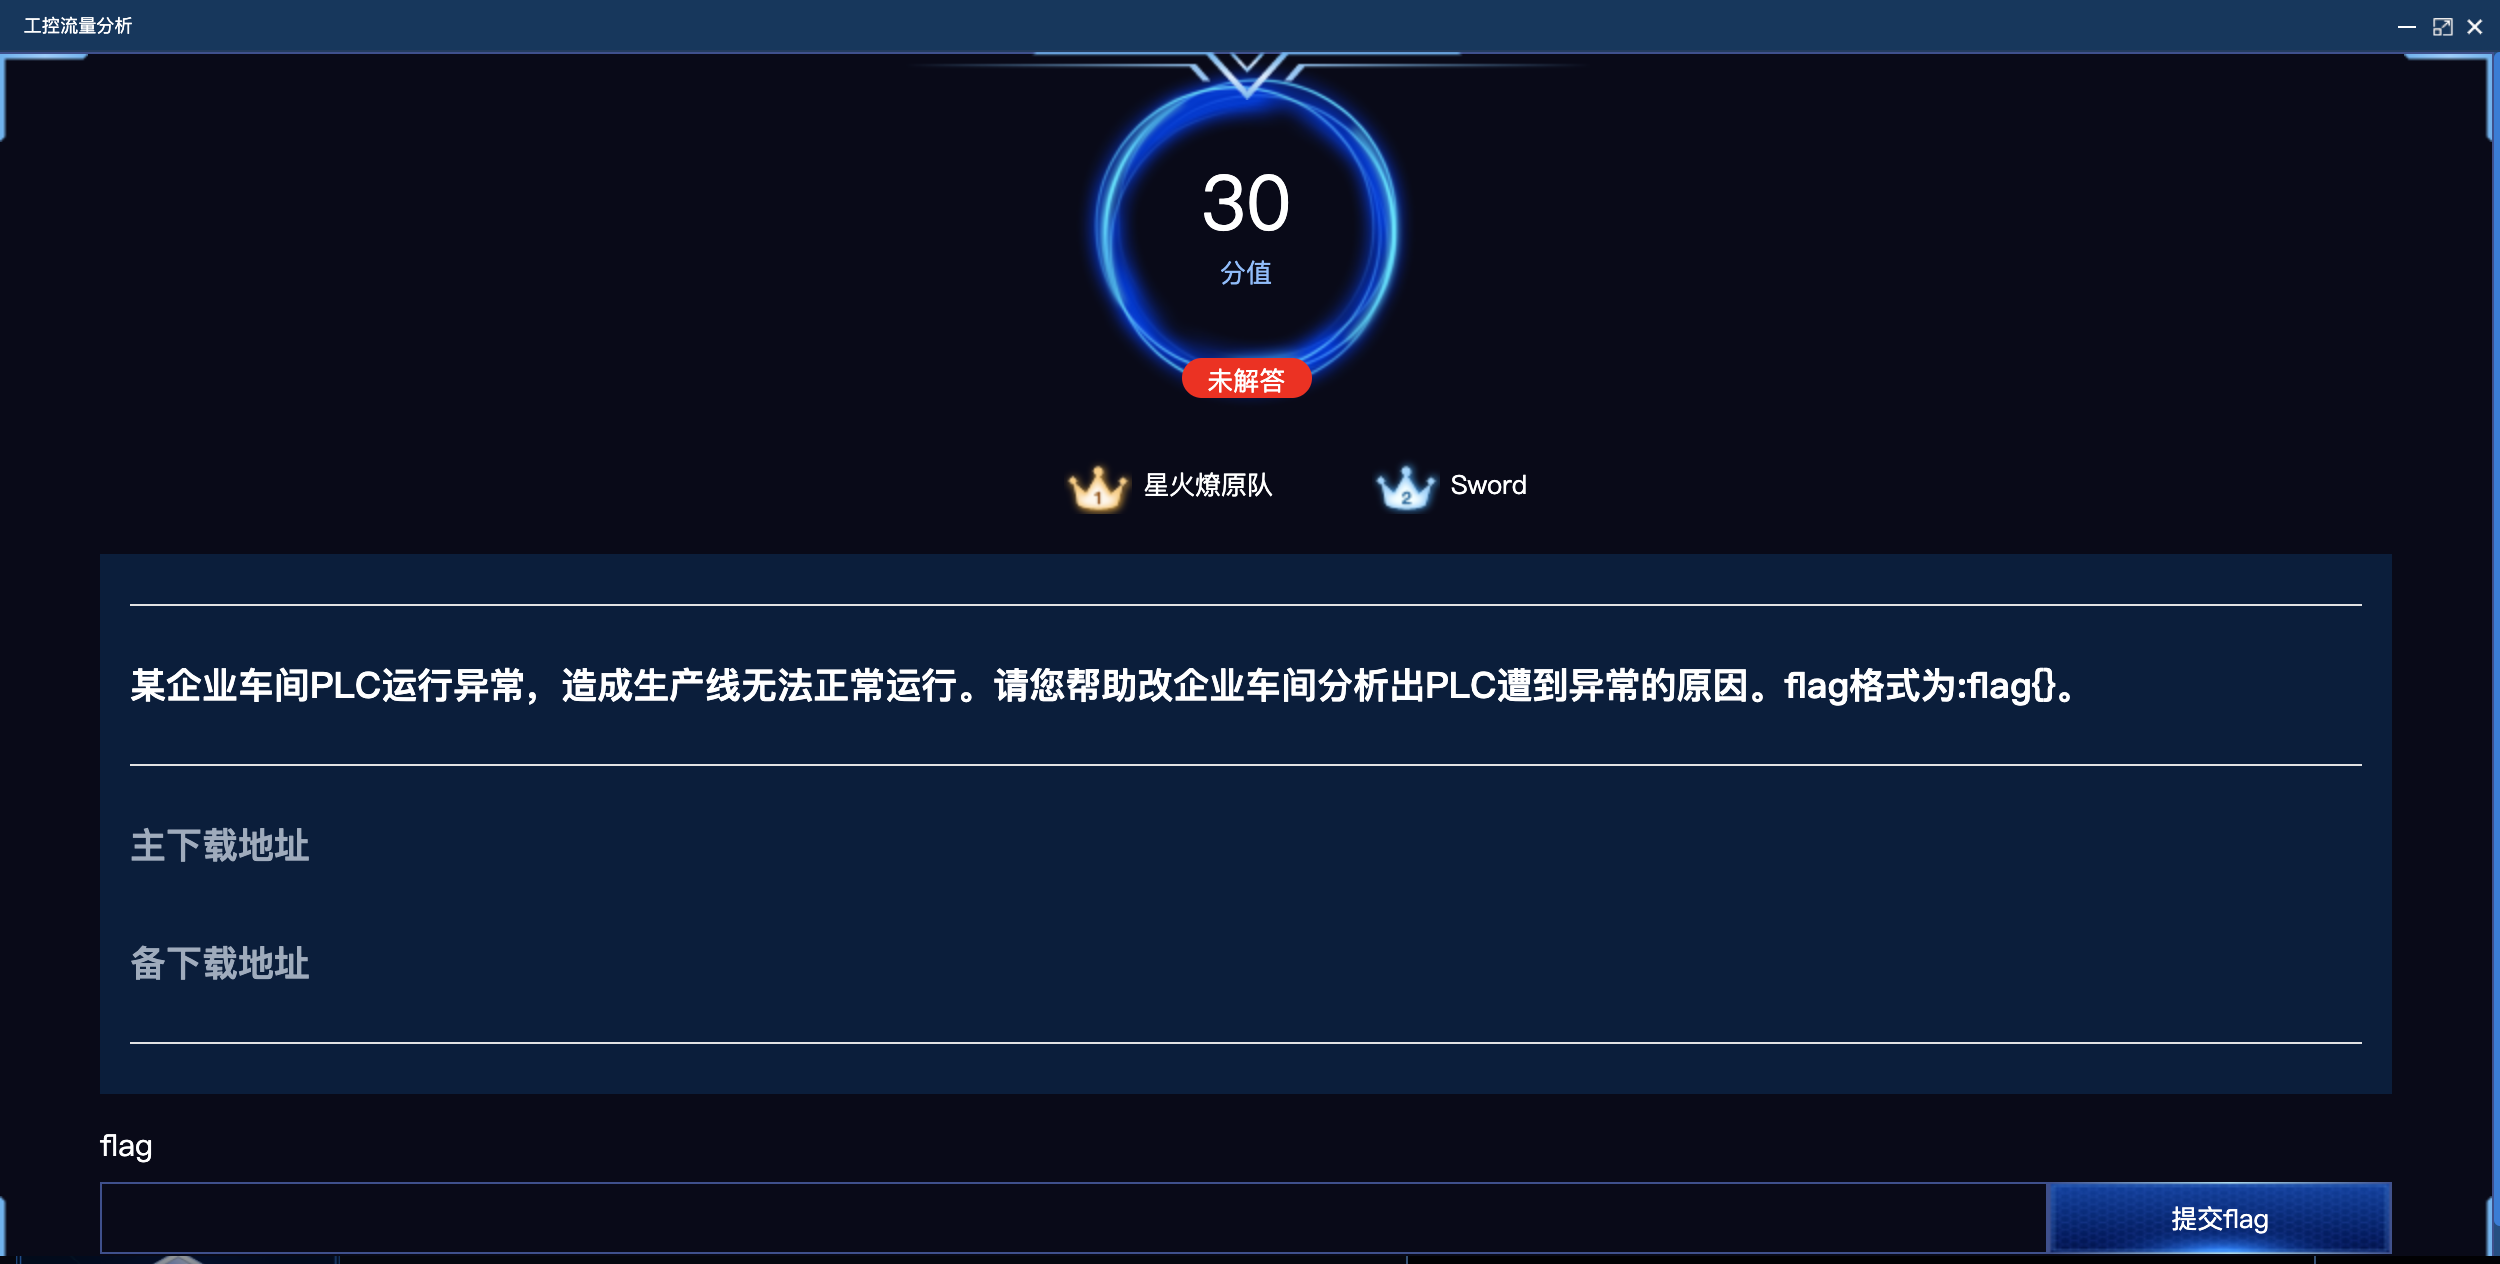 工控流量分析
30
分值
未解答
1 星火燎原队 2 Sword
某企业车间PLC运行异常，造成生产线无法正常运行。请您帮助改企业车间分析出PLC遭到异常的原因。flag格式为:flag{}。
主下载地址
备下载地址
flag
提交flag